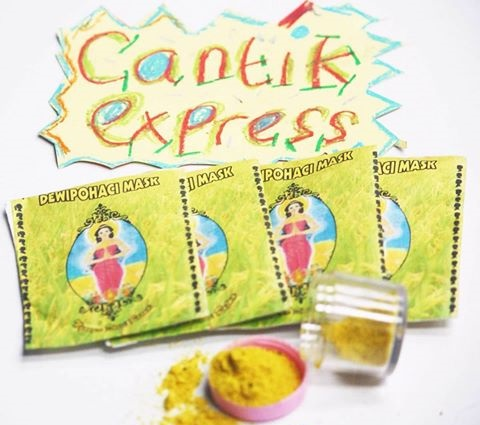 Cantik
express
DEWIPOHACI MASK
I MASK
POHACI MASK
MASK